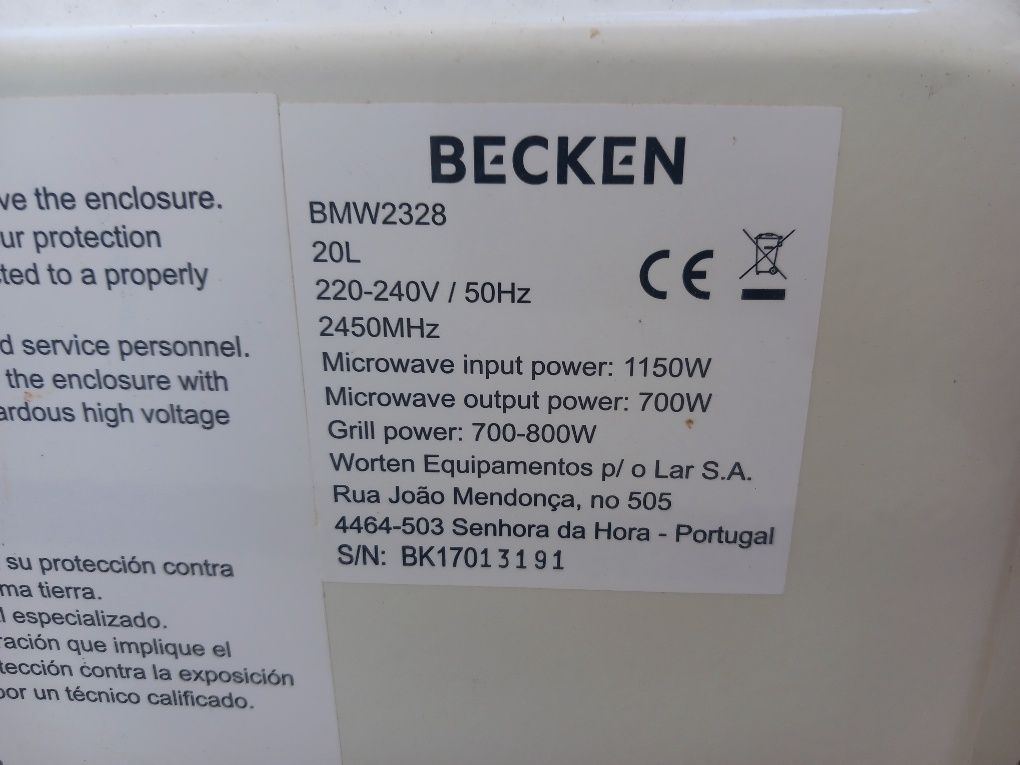 ve the enclosure.
ur protection
ted to a properly
d service personnel.
the enclosure with
ardous high voltage
su protección contra
ma tierra.
l especializado.
ración que implique el
tección contra la exposición
por un técnico calificado.
BECKEN
BMW2328
20L
220-240V / 50Hz
2450MHz
CE
Microwave input power: 1150W
Microwave output power: 700W
Grill power: 700-800W
Worten Equipamentos p/ o Lar S.A.
Rua João Mendonça, no 505
4464-503 Senhora da Hora - Portugal
S/N: BK17013191